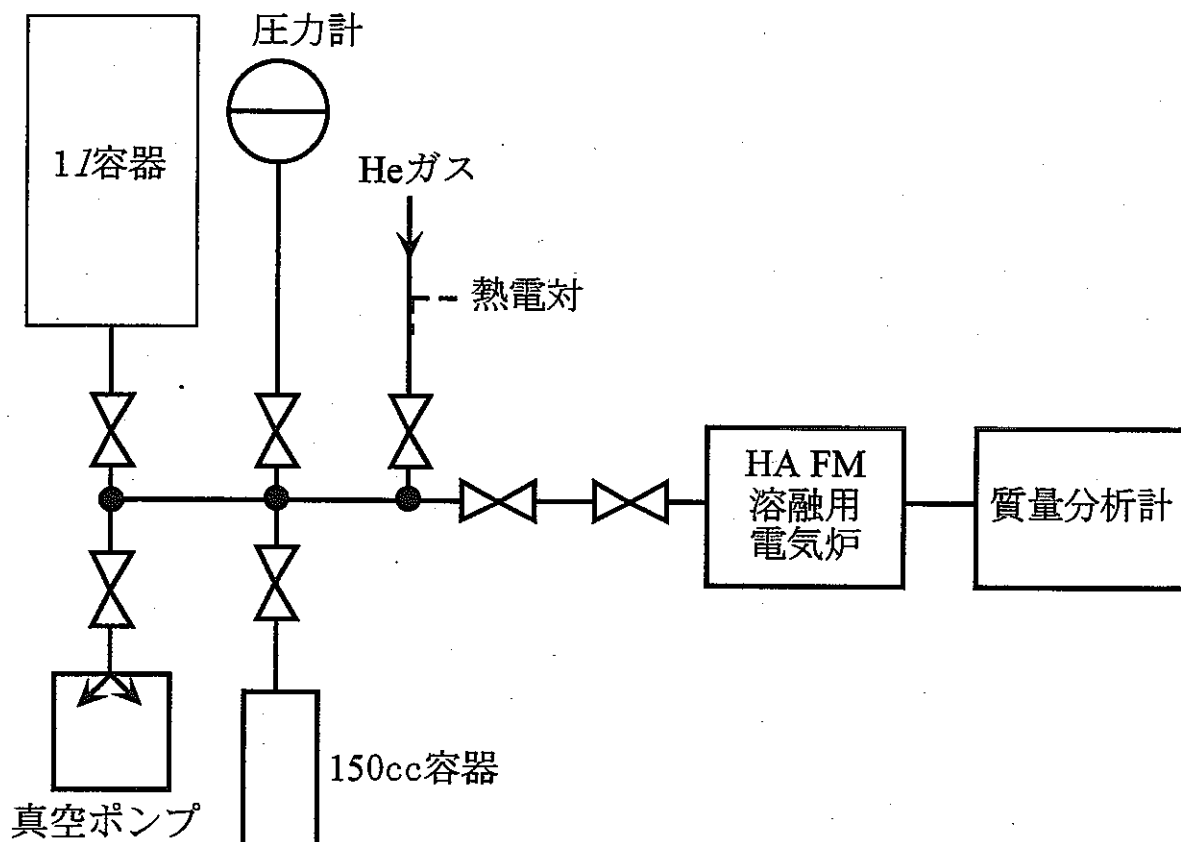 圧力計
1l容器
Heガス
熱電対
HA FM
溶融用
電気炉
質量分析計
150cc容器
真空ポンプ